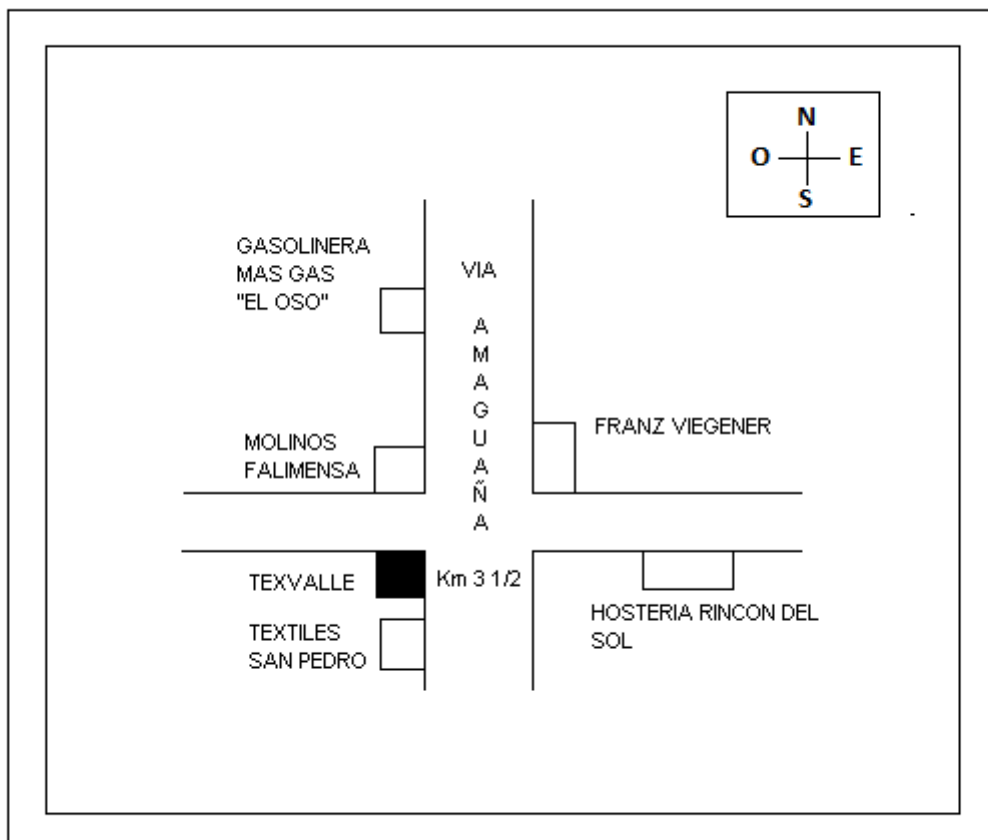 N
O E
S
GASOLINERA
MAS GAS
"EL OSO"
VIA
A
M
A
G
U
A
Ñ
A
FRANZ VIEGENER
MOLINOS
FALIMENSA
TEXVALLE
Km 3 1/2
HOSTERIA RINCON DEL
SOL
TEXTILES
SAN PEDRO